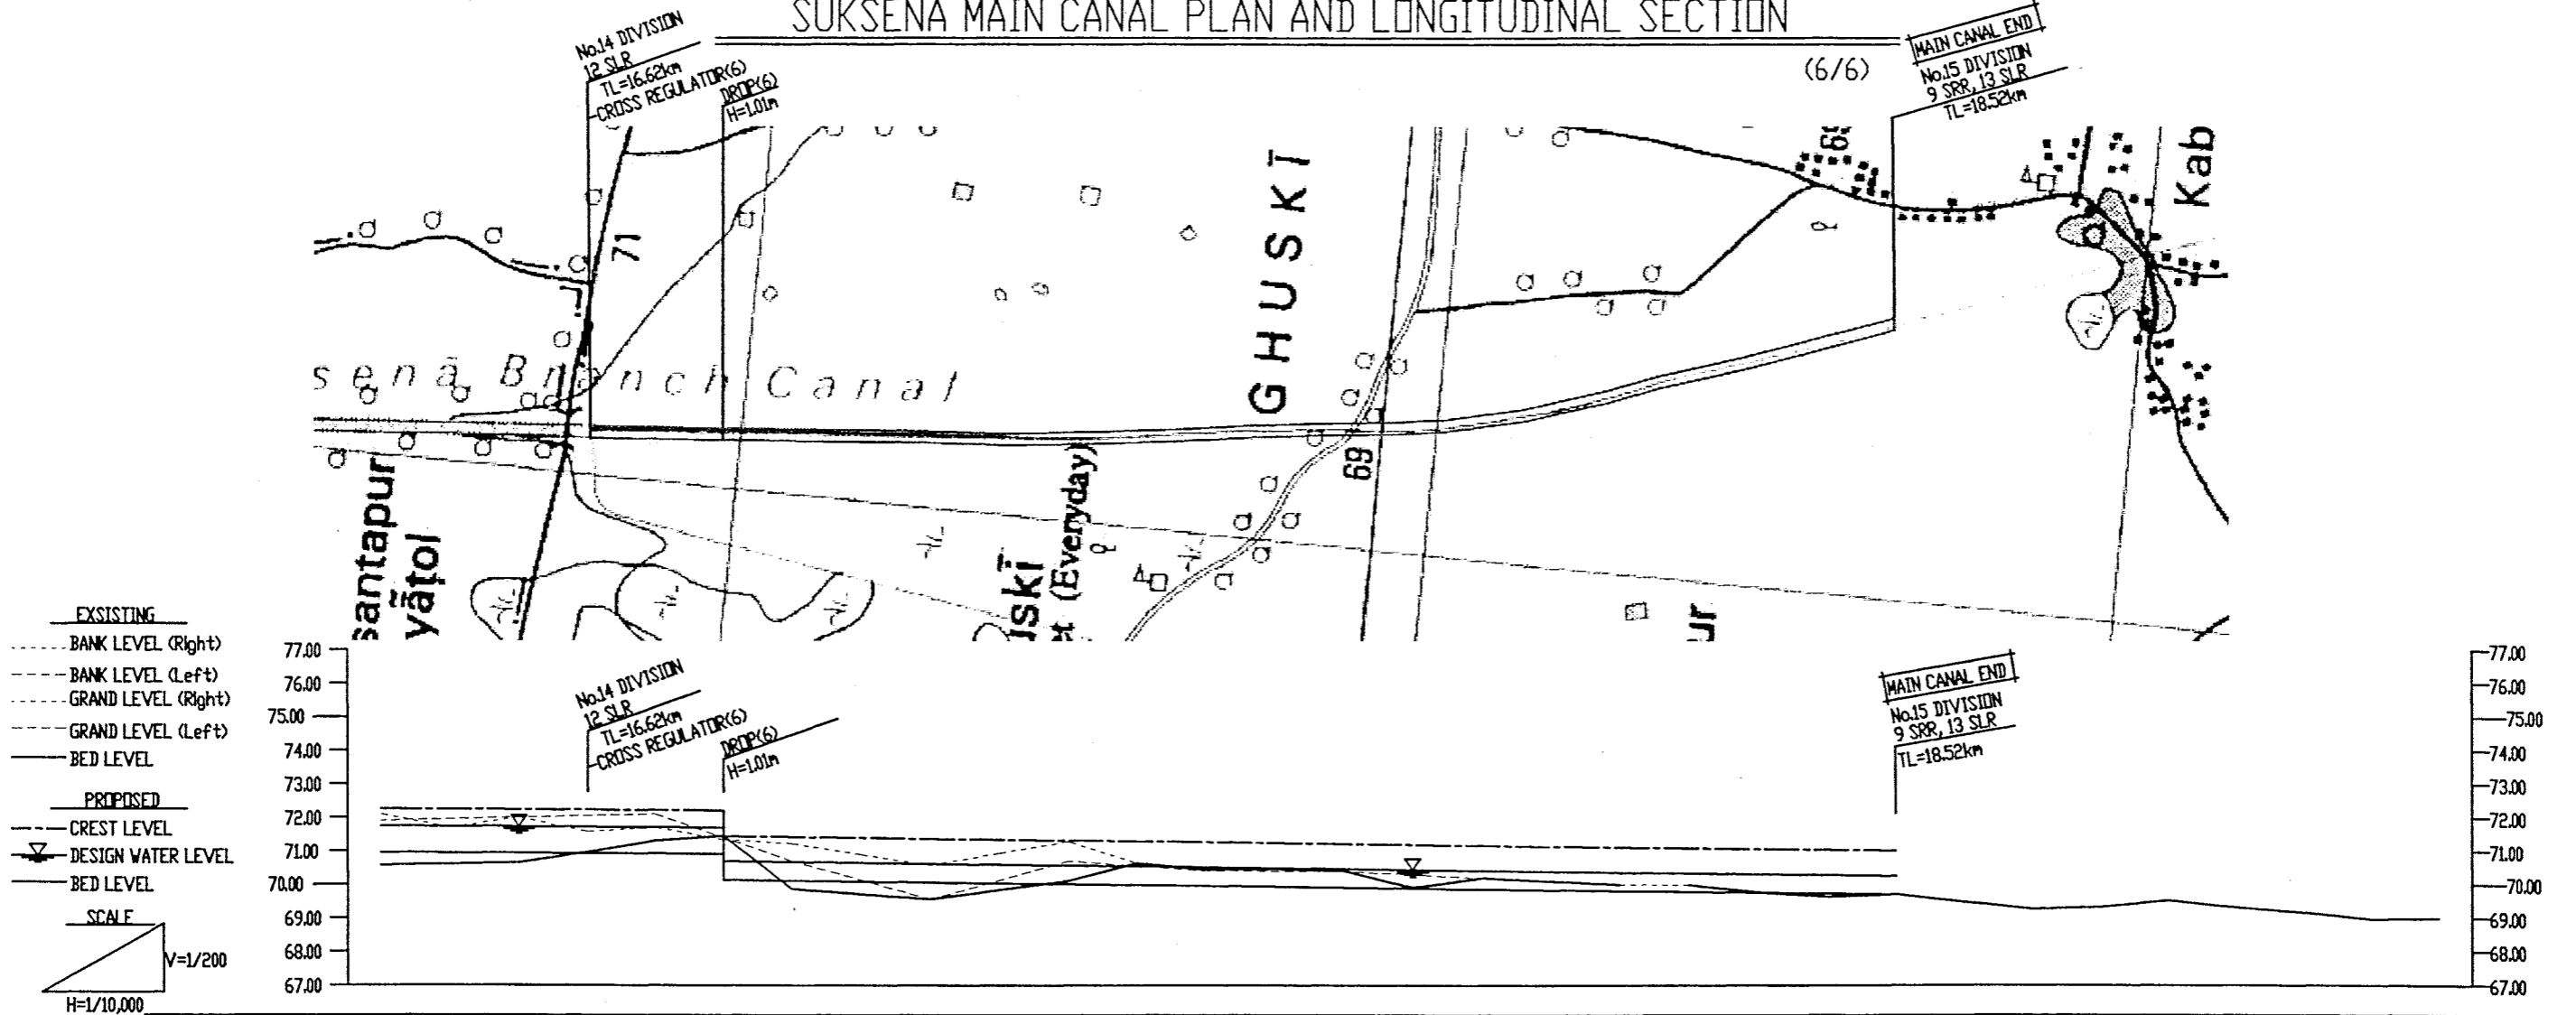 SUKSENA MAIN CANAL PLAN AND LONGITUDINAL SECTION
(6/6)
No.14 DIVISION
12 SLR
TL=16.62km
CROSS REGULATOR(6)
DROP(6)
H=1.01m
MAIN CANAL END
No.15 DIVISION
9 SRR, 13 SLR
TL=18.52km
71
GHUSKĪ
69
Kab
senā Branch Canal
santapur
yāṭol
uskī
et (Everyday)
ur
69
EXSISTING
BANK LEVEL (Right)
BANK LEVEL (Left)
GRAND LEVEL (Right)
GRAND LEVEL (Left)
BED LEVEL
PROPOSED
CREST LEVEL
DESIGN WATER LEVEL
BED LEVEL
SCALE
V=1/200
H=1/10,000
77.00
76.00
75.00
74.00
73.00
72.00
71.00
70.00
69.00
68.00
67.00
No.14 DIVISION
12 SLR
TL=16.62km
CROSS REGULATOR(6)
DROP(6)
H=1.01m
MAIN CANAL END
No.15 DIVISION
9 SRR, 13 SLR
TL=18.52km
77.00
76.00
75.00
74.00
73.00
72.00
71.00
70.00
69.00
68.00
67.00